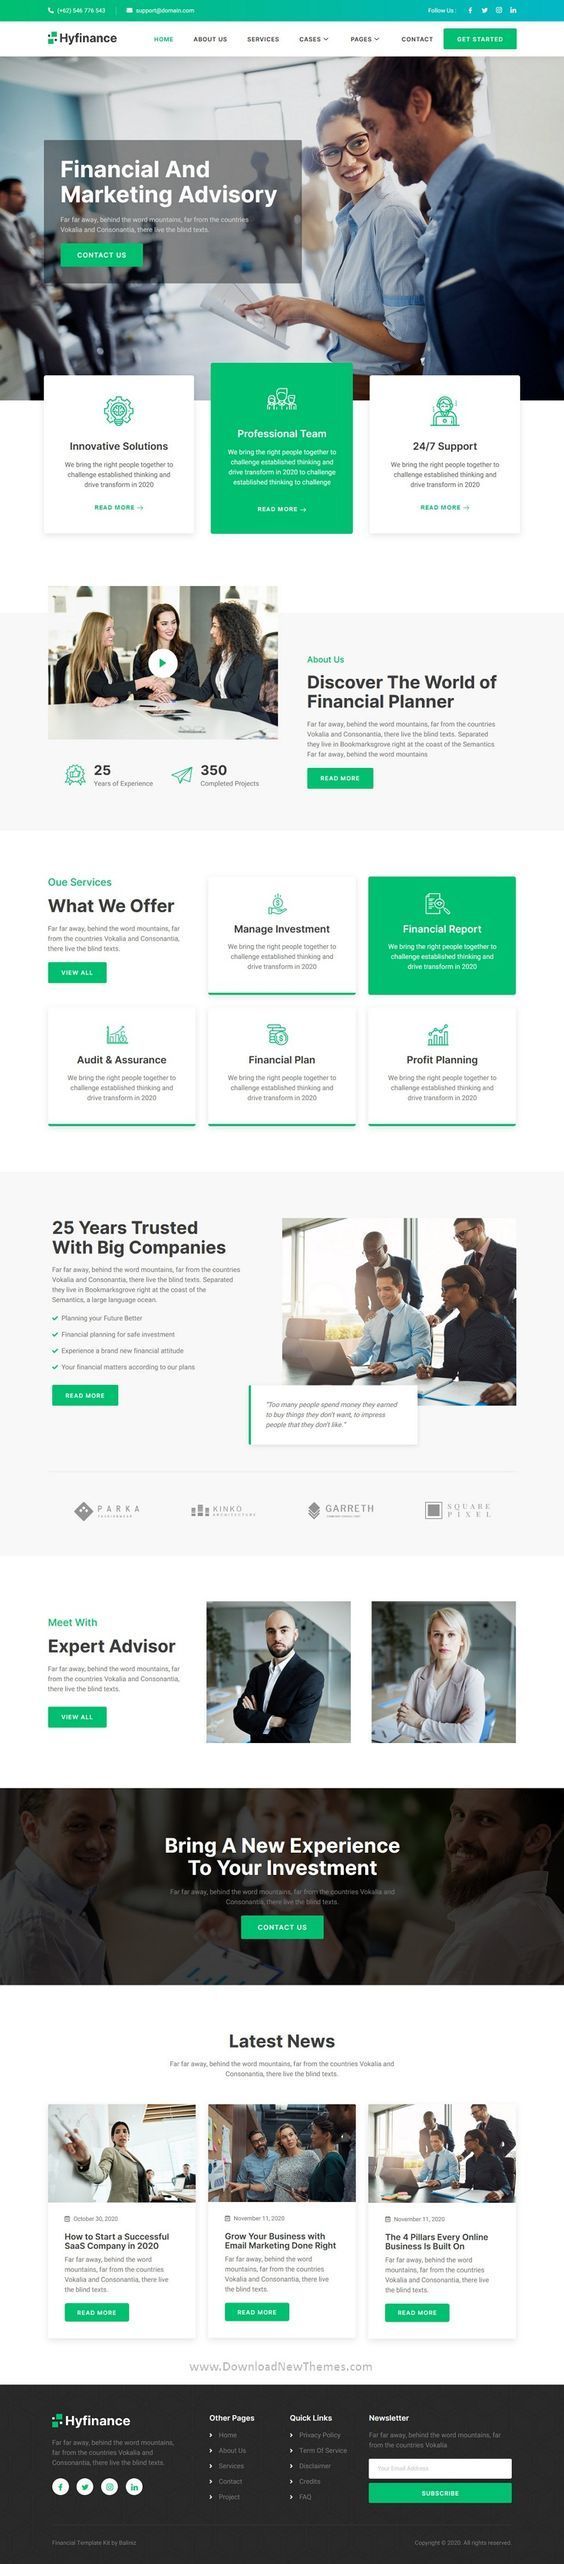 (+62) 546 776 543
support@domain.com
Follow Us :
Hyfinance
HOME
ABOUT US
SERVICES
CASES
PAGES
CONTACT
GET STARTED
Financial And
Marketing Advisory
Far far away, behind the word mountains, far from the countries
Vokalia and Consonantia, there live the blind texts.
CONTACT US
Innovative Solutions
We bring the right people together to
challenge established thinking and
drive transform in 2020
READ MORE
Professional Team
We bring the right people together to
challenge established thinking and
drive transform in 2020 to challenge
established thinking to challenge
READ MORE
24/7 Support
We bring the right people together to
challenge established thinking and
drive transform in 2020
READ MORE
25
Years of Experience
350
Completed Projects
About Us
Discover The World of
Financial Planner
Far far away, behind the word mountains, far from the countries
Vokalia and Consonantia, there live the blind texts. Separated
they live in Bookmarksgrove right at the coast of the Semantics
Far far away, behind the word mountains
READ MORE
Oue Services
What We Offer
Far far away, behind the word mountains, far
from the countries Vokalia and Consonantia,
there live the blind texts.
VIEW ALL
Manage Investment
We bring the right people together to
challenge established thinking and
drive transform in 2020
Financial Report
We bring the right people together to
challenge established thinking and
drive transform in 2020
Audit & Assurance
We bring the right people together to
challenge established thinking and
drive transform in 2020
Financial Plan
We bring the right people together to
challenge established thinking and
drive transform in 2020
Profit Planning
We bring the right people together to
challenge established thinking and
drive transform in 2020
25 Years Trusted
With Big Companies
Far far away, behind the word mountains, far from the countries
Vokalia and Consonantia, there live the blind texts. Separated
they live in Bookmarksgrove right at the coast of the
Semantics, a large language ocean.
Planning your Future Better
Financial planning for safe investment
Experience a brand new financial attitude
Your financial matters according to our plans
READ MORE
"Too many people spend money they earned
to buy things they don't want, to impress
people that they don't like."
PARKA
KINKO
ARCHITECTURE
GARRETH
SQUARE
PIXEL
Meet With
Expert Advisor
Far far away, behind the word mountains, far
from the countries Vokalia and Consonantia,
there live the blind texts.
VIEW ALL
Bring A New Experience
To Your Investment
Far far away, behind the word mountains, far from the countries Vokalia and
Consonantia, there live the blind texts.
CONTACT US
Latest News
Far far away, behind the word mountains, far from the countries Vokalia and
Consonantia, there live the blind texts.
October 30, 2020
How to Start a Successful
SaaS Company in 2020
Far far away, behind the word
mountains, far from the countries
Vokalia and Consonantia, there live
the blind texts.
READ MORE
November 11, 2020
Grow Your Business with
Email Marketing Done Right
Far far away, behind the word
mountains, far from the countries
Vokalia and Consonantia, there live
the blind texts.
READ MORE
November 11, 2020
The 4 Pillars Every Online
Business Is Built On
Far far away, behind the word
mountains, far from the countries
Vokalia and Consonantia, there live
the blind texts.
READ MORE
www.DownloadNewThemes.com
Hyfinance
Far far away, behind the word mountains,
far from the countries Vokalia and
Consonantia, there live the blind texts.
Other Pages
Home
About Us
Services
Contact
Project
Quick Links
Privacy Policy
Term Of Service
Disclaimer
Credits
FAQ
Newsletter
Far far away, behind the word mountains, far
from the countries Vokalia
Your Email Address
SUBSCRIBE
Financial Template Kit by Baliniz
Copyright © 2020. All rights reserved.